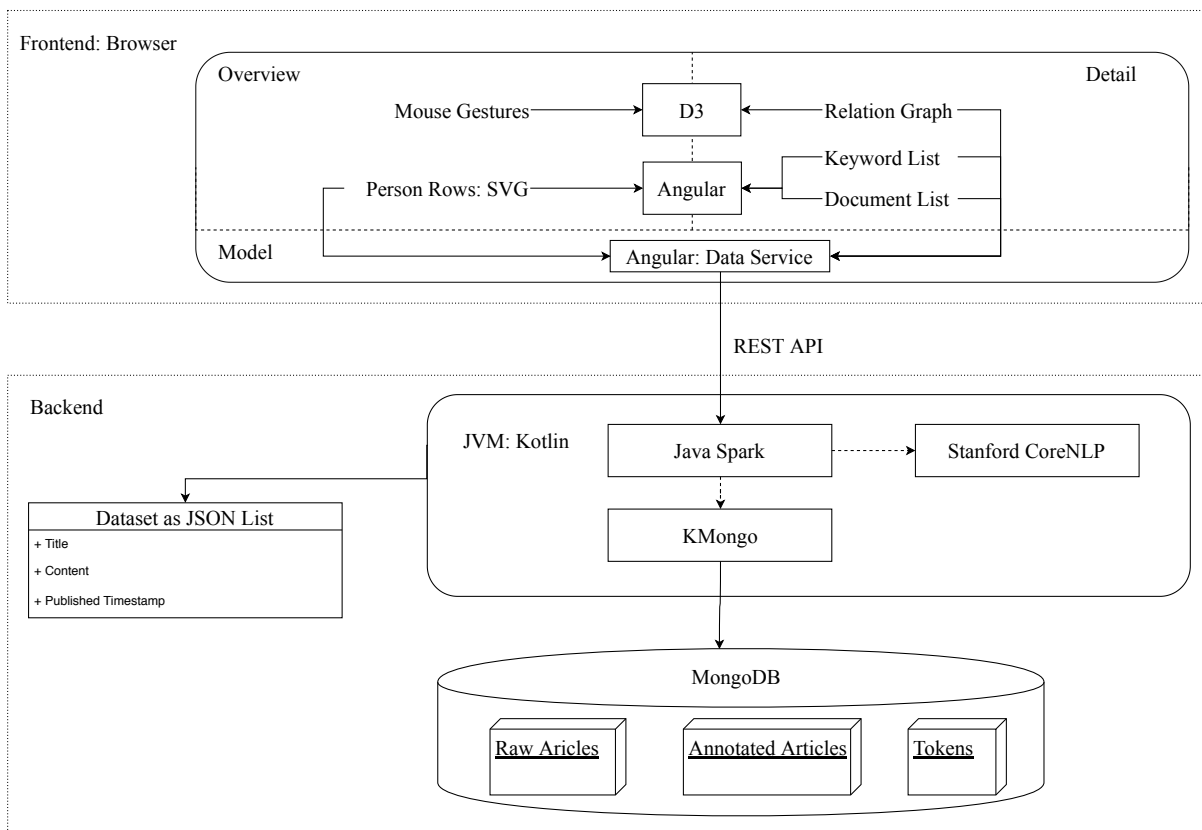 Frontend: Browser
Overview
Detail
Mouse Gestures
D3
Relation Graph
Keyword List
Person Rows: SVG
Angular
Document List
Model
Angular: Data Service
REST API
Backend
JVM: Kotlin
Java Spark
Stanford CoreNLP
Dataset as JSON List
+ Title
+ Content
+ Published Timestamp
KMongo
MongoDB
Raw Aricles
Annotated Articles
Tokens